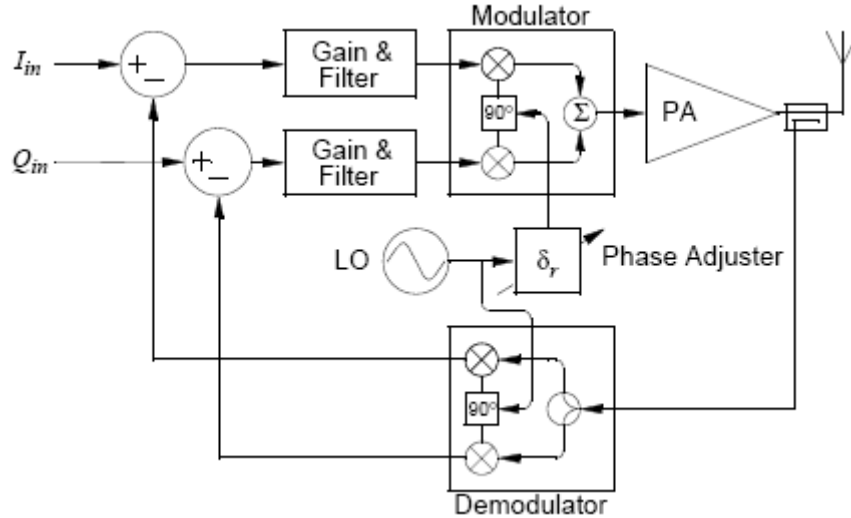 Modulator
I_in
+
−
Gain &
Filter
90°
Σ
PA
Q_in
+
−
Gain &
Filter
LO
δ_r
Phase Adjuster
90°
Demodulator